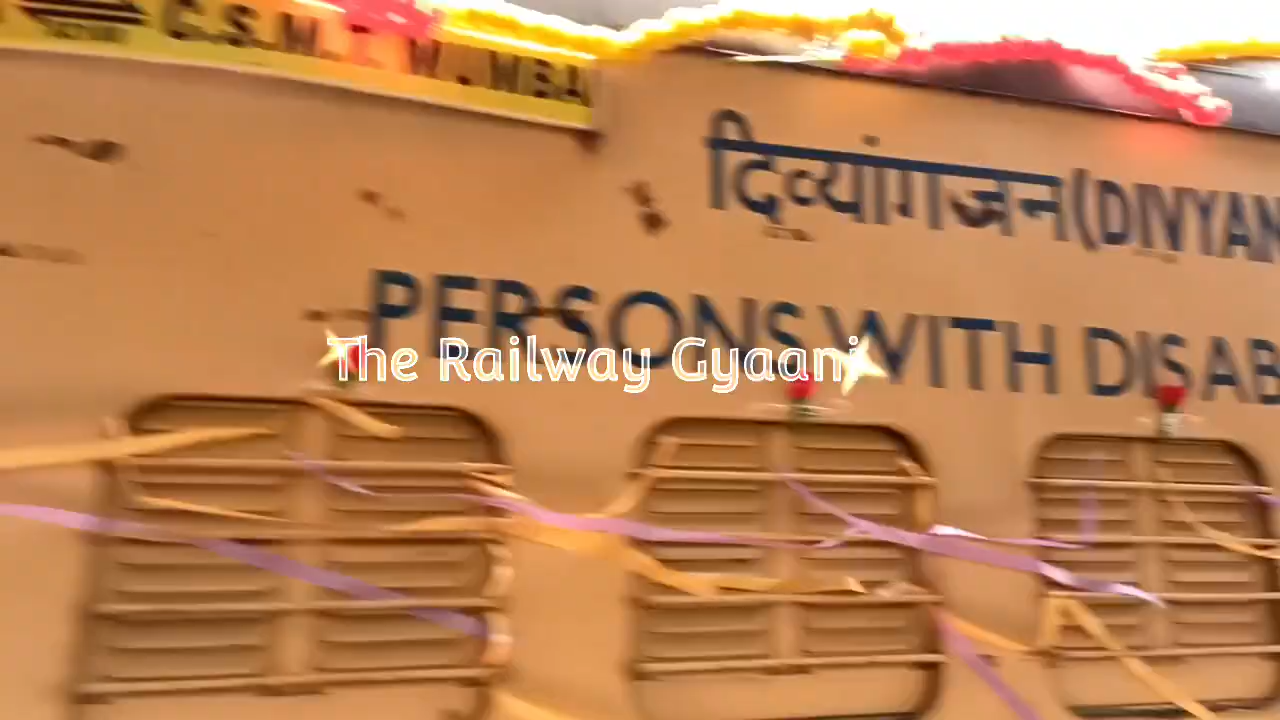 C.S.M.T. M.
दिव्यांगजन(DIVYAN
PERSONS WITH DISAB
The Railway Gyaani